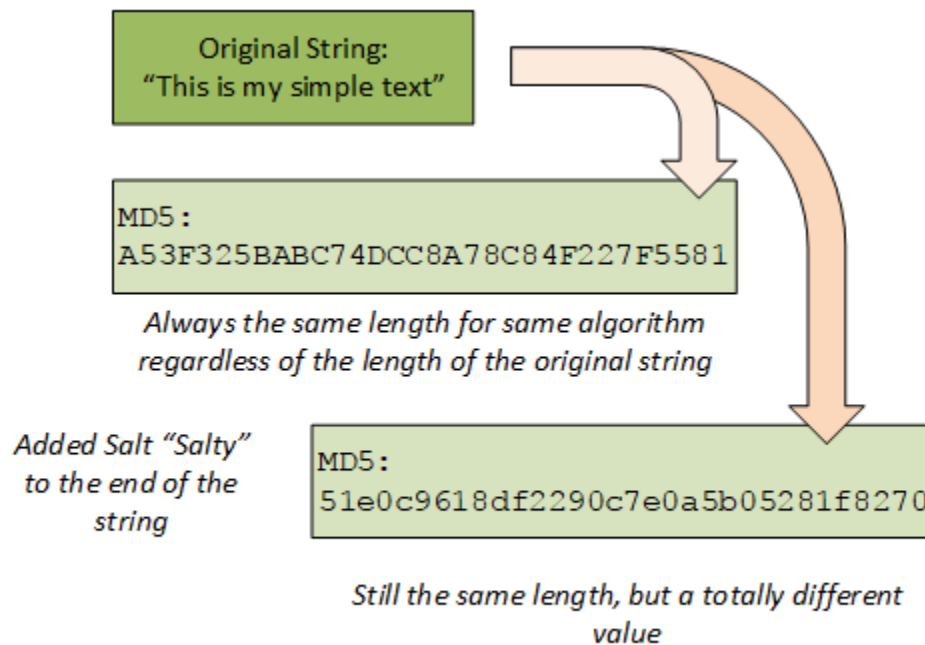 Original String:
“This is my simple text”
MD5:
A53F325BABC74DCC8A78C84F227F5581
Always the same length for same algorithm
regardless of the length of the original string
Added Salt “Salty”
to the end of the
string
MD5:
51e0c9618df2290c7e0a5b05281f8270
Still the same length, but a totally different
value